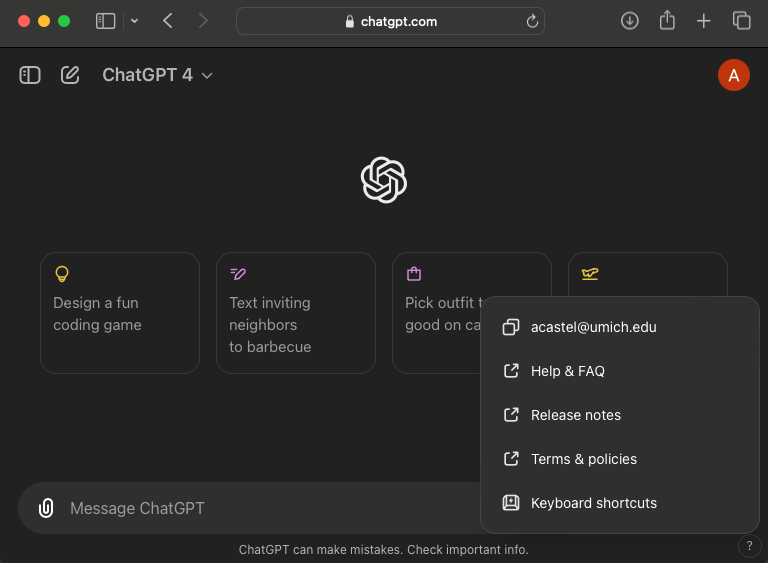 chatgpt.com
ChatGPT 4
A
Design a fun
coding game
Text inviting
neighbors
to barbecue
Pick outfit t
good on ca
acastel@umich.edu
Help & FAQ
Release notes
Terms & policies
Keyboard shortcuts
Message ChatGPT
ChatGPT can make mistakes. Check important info.
?